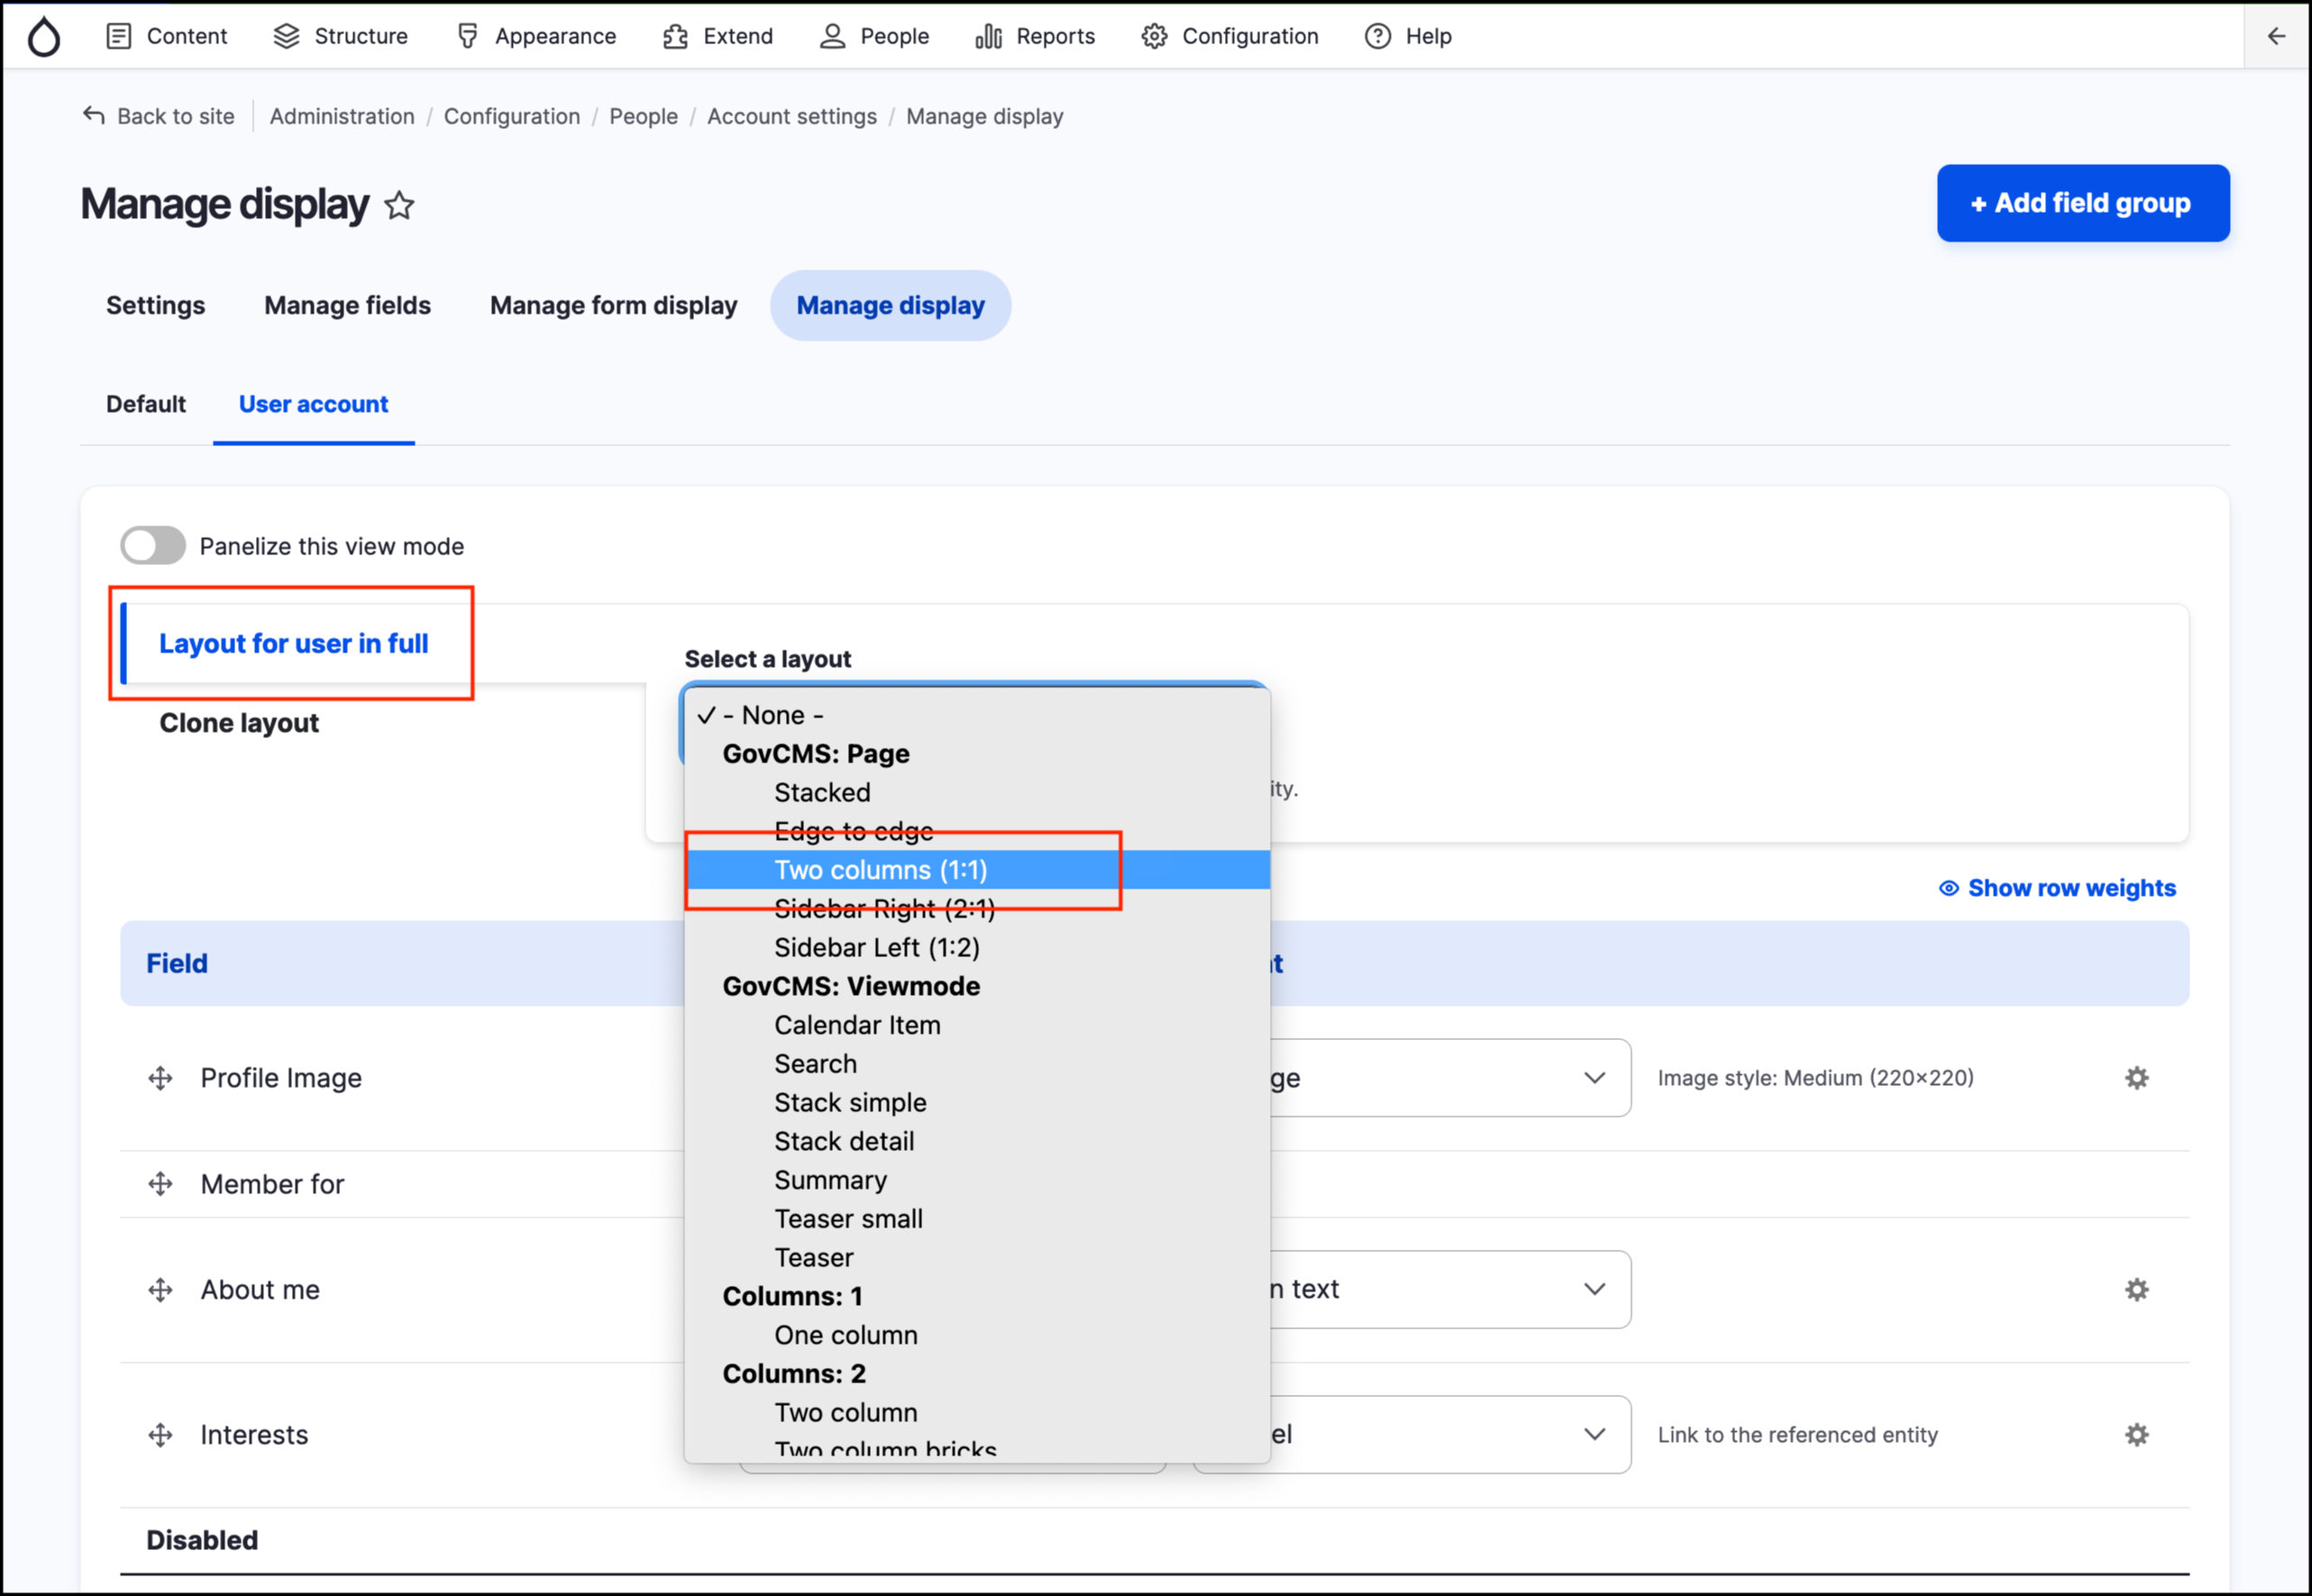 Content Structure Appearance Extend People Reports Configuration Help
Back to site Administration / Configuration / People / Account settings / Manage display
Manage display
+ Add field group
Settings Manage fields Manage form display Manage display
Default User account
Panelize this view mode
Layout for user in full
Clone layout
Select a layout
✓ - None -
GovCMS: Page
Stacked
Edge to edge
Two columns (1:1)
Sidebar Right (2:1)
Sidebar Left (1:2)
GovCMS: Viewmode
Calendar Item
Search
Stack simple
Stack detail
Summary
Teaser small
Teaser
Columns: 1
One column
Columns: 2
Two column
Two column bricks
ity.
Show row weights
Field
Profile Image ge Image style: Medium (220×220)
Member for
About me n text
Interests el Link to the referenced entity
Disabled